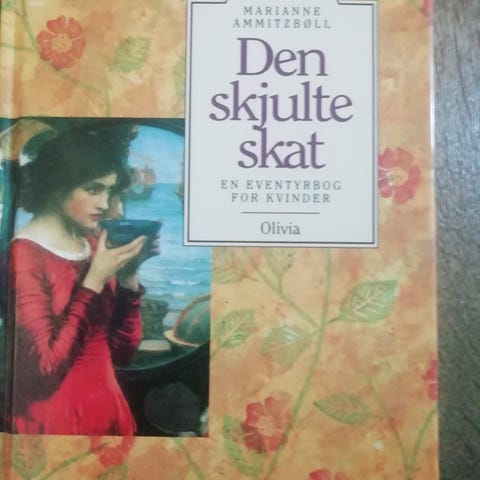 MARIANNE
AMMITZBØLL
Den
skjulte
skat
EN EVENTYRBOG
FOR KVINDER
Olivia